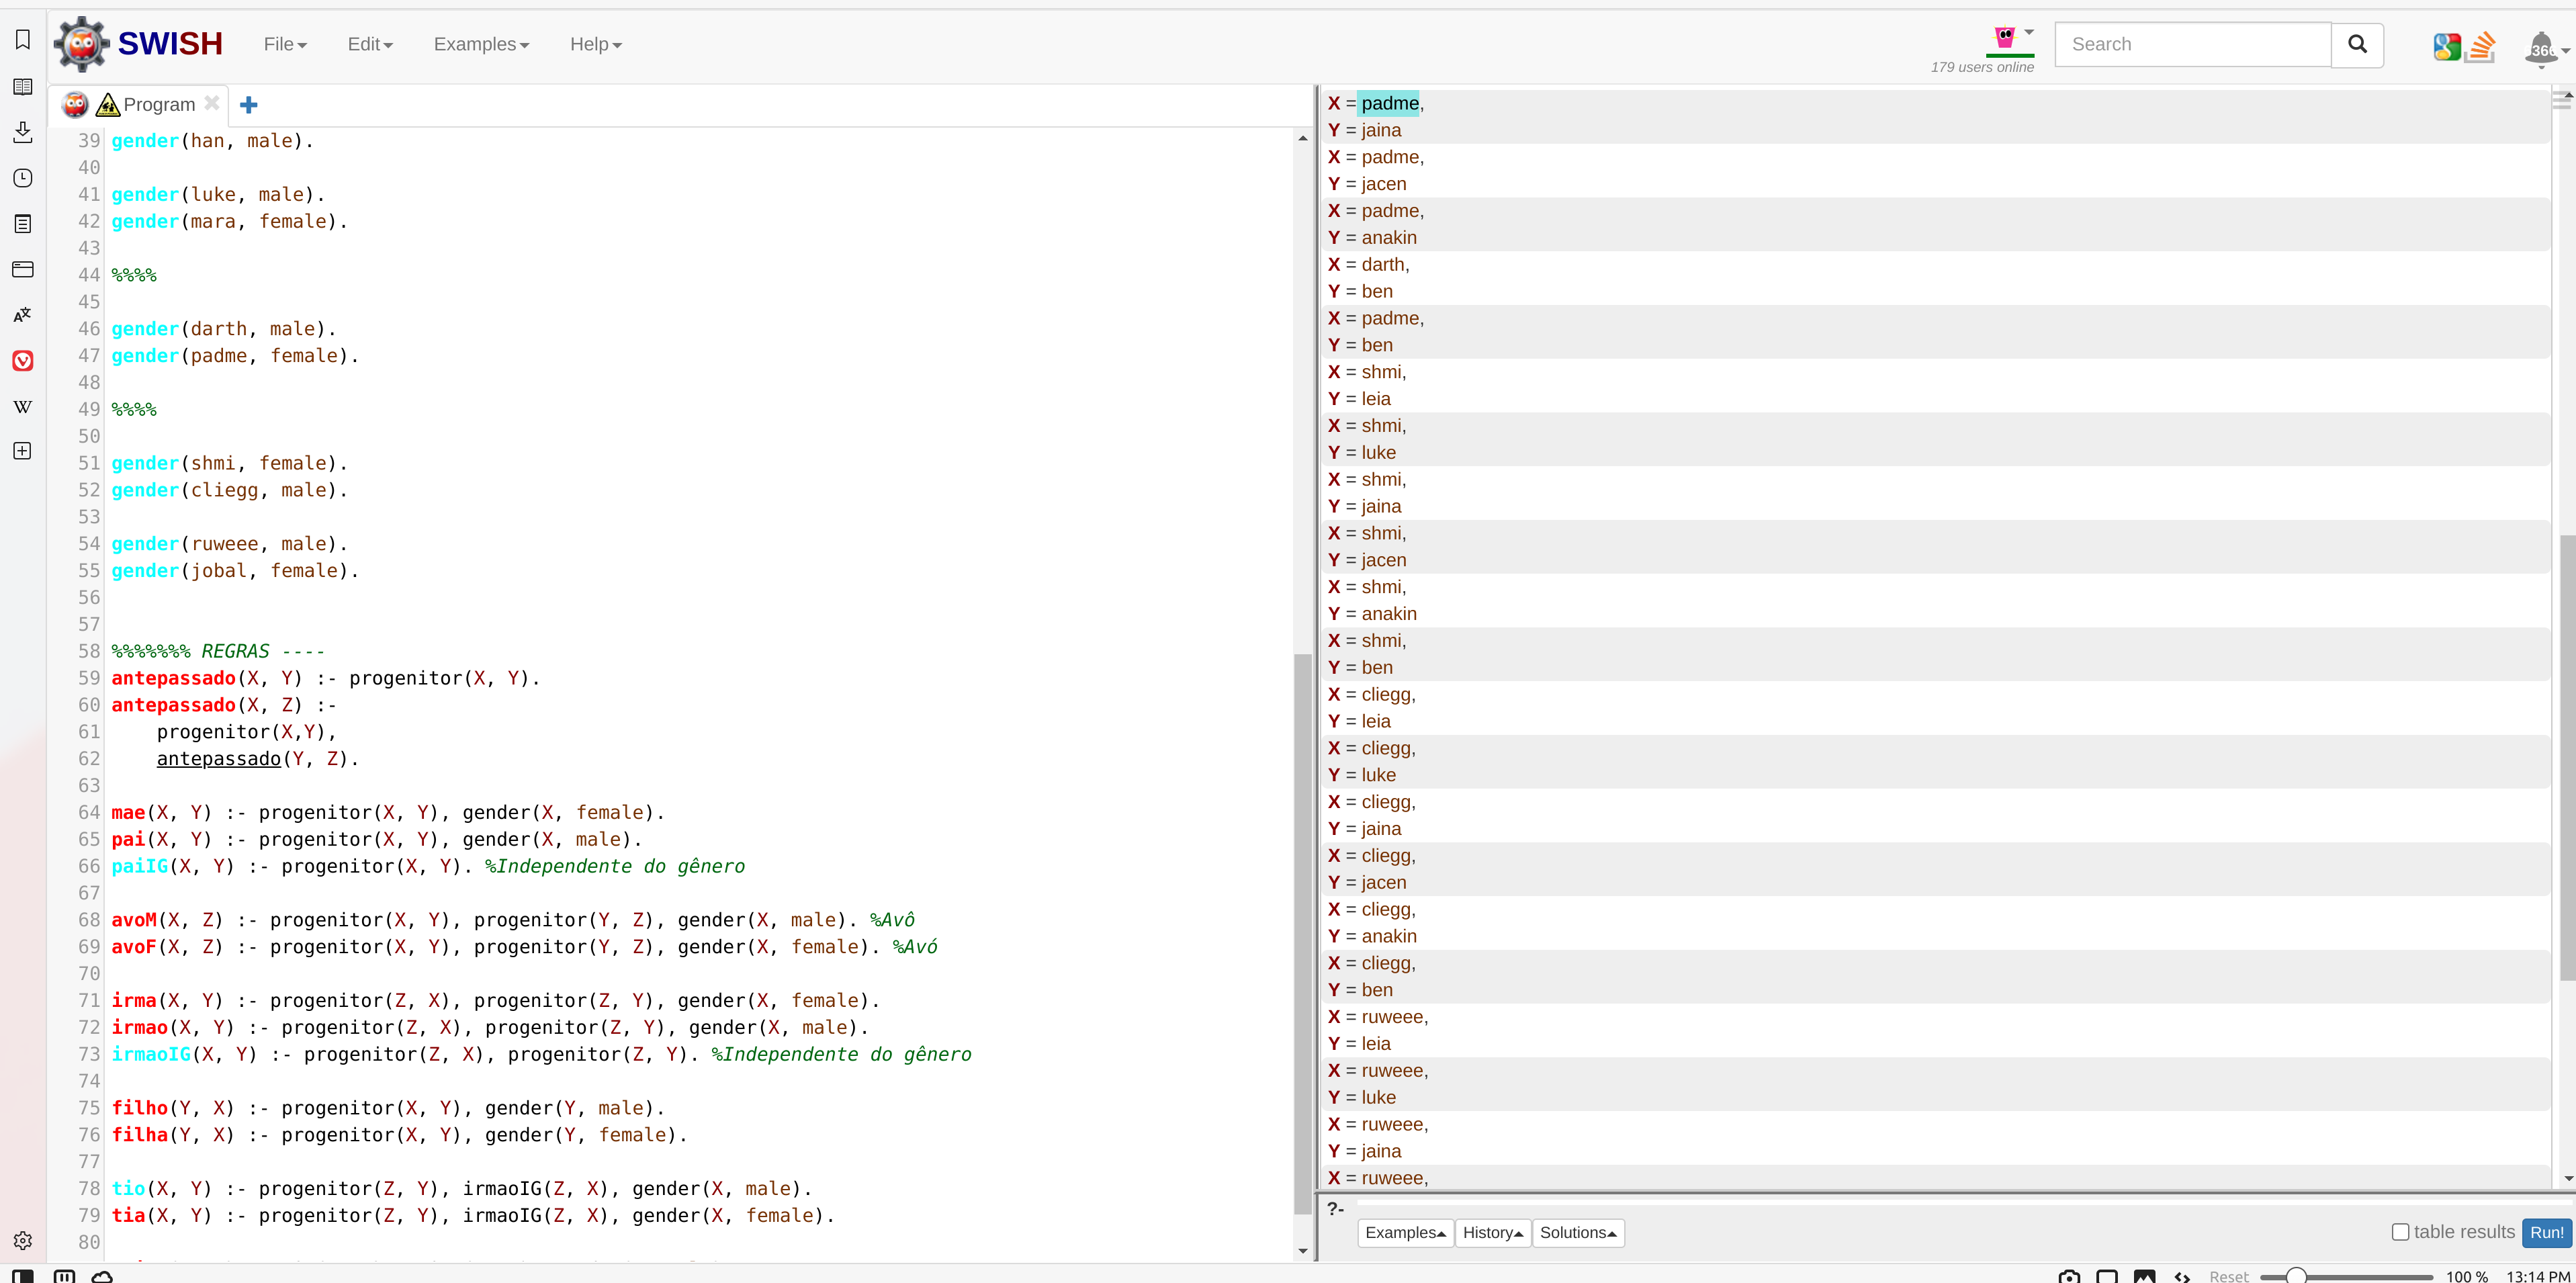 SWISH File Edit Examples Help
179 users online
Search
Program
39 gender(han, male).
40
41 gender(luke, male).
42 gender(mara, female).
43
44 %%%%
45
46 gender(darth, male).
47 gender(padme, female).
48
49 %%%%
50
51 gender(shmi, female).
52 gender(cliegg, male).
53
54 gender(ruweee, male).
55 gender(jobal, female).
56
57
58 %%%%%%% REGRAS ----
59 antepassado(X, Y) :- progenitor(X, Y).
60 antepassado(X, Z) :-
61 progenitor(X,Y),
62 antepassado(Y, Z).
63
64 mae(X, Y) :- progenitor(X, Y), gender(X, female).
65 pai(X, Y) :- progenitor(X, Y), gender(X, male).
66 paiIG(X, Y) :- progenitor(X, Y). %Independente do gênero
67
68 avoM(X, Z) :- progenitor(X, Y), progenitor(Y, Z), gender(X, male). %Avô
69 avoF(X, Z) :- progenitor(X, Y), progenitor(Y, Z), gender(X, female). %Avó
70
71 irma(X, Y) :- progenitor(Z, X), progenitor(Z, Y), gender(X, female).
72 irmao(X, Y) :- progenitor(Z, X), progenitor(Z, Y), gender(X, male).
73 irmaoIG(X, Y) :- progenitor(Z, X), progenitor(Z, Y). %Independente do gênero
74
75 filho(Y, X) :- progenitor(X, Y), gender(Y, male).
76 filha(Y, X) :- progenitor(X, Y), gender(Y, female).
77
78 tio(X, Y) :- progenitor(Z, Y), irmaoIG(Z, X), gender(X, male).
79 tia(X, Y) :- progenitor(Z, Y), irmaoIG(Z, X), gender(X, female).
80
X = padme,
Y = jaina
X = padme,
Y = jacen
X = padme,
Y = anakin
X = darth,
Y = ben
X = padme,
Y = ben
X = shmi,
Y = leia
X = shmi,
Y = luke
X = shmi,
Y = jaina
X = shmi,
Y = jacen
X = shmi,
Y = anakin
X = shmi,
Y = ben
X = cliegg,
Y = leia
X = cliegg,
Y = luke
X = cliegg,
Y = jaina
X = cliegg,
Y = jacen
X = cliegg,
Y = anakin
X = cliegg,
Y = ben
X = ruweee,
Y = leia
X = ruweee,
Y = luke
X = ruweee,
Y = jaina
X = ruweee,
?-
Examples History Solutions table results Run!
Reset 100 % 13:14 PM